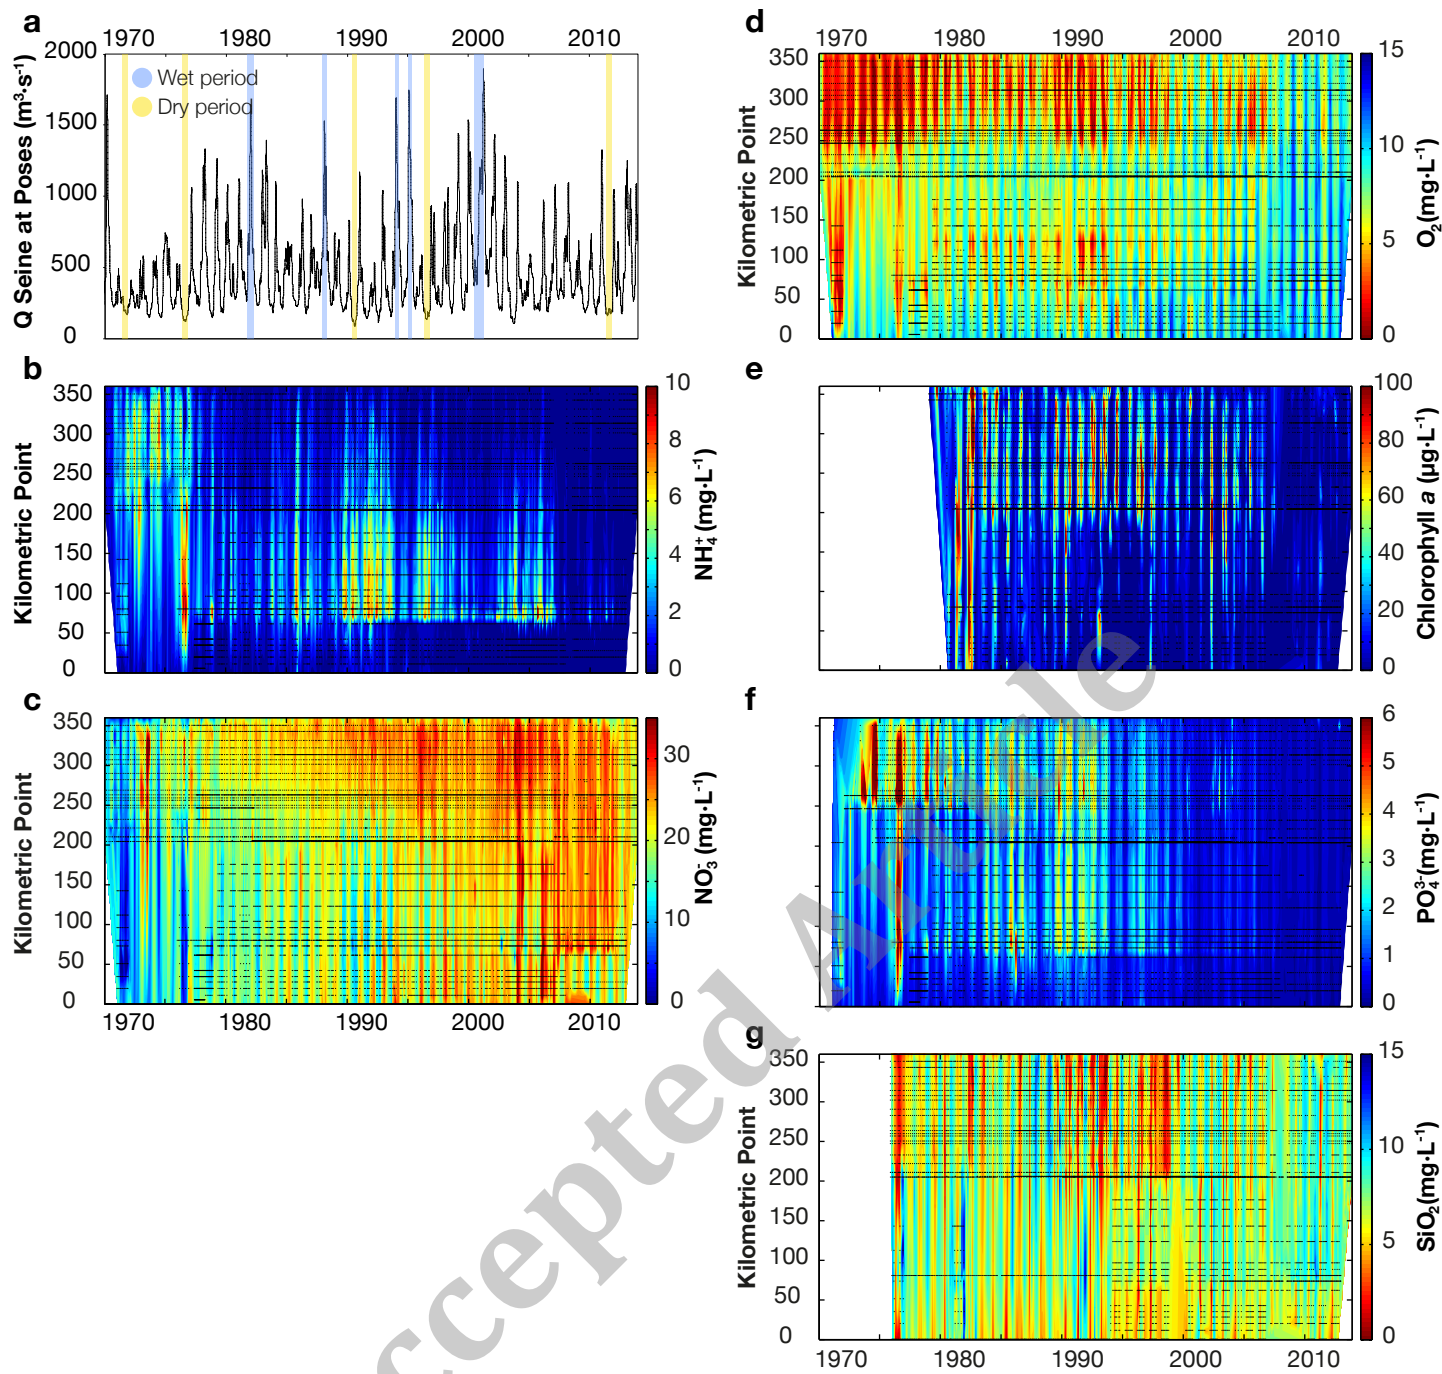 a
1970 1980 1990 2000 2010
2000
1500
1000
500
0
Q Seine at Poses (m³·s⁻¹)
Wet period
Dry period
b
350
300
250
200
150
100
50
0
Kilometric Point
10
8
6
4
2
0
NH₄⁺ (mg·L⁻¹)
c
350
300
250
200
150
100
50
0
Kilometric Point
30
20
10
0
NO₃⁻ (mg·L⁻¹)
1970 1980 1990 2000 2010
d
1970 1980 1990 2000 2010
350
300
250
200
150
100
50
0
Kilometric Point
15
10
5
0
O₂ (mg·L⁻¹)
e
100
80
60
40
20
0
Chlorophyll a (µg·L⁻¹)
f
6
5
4
3
2
1
0
PO₄³⁻ (mg·L⁻¹)
g
350
300
250
200
150
100
50
0
Kilometric Point
15
10
5
0
SiO₂ (mg·L⁻¹)
1970 1980 1990 2000 2010
ccepted Article